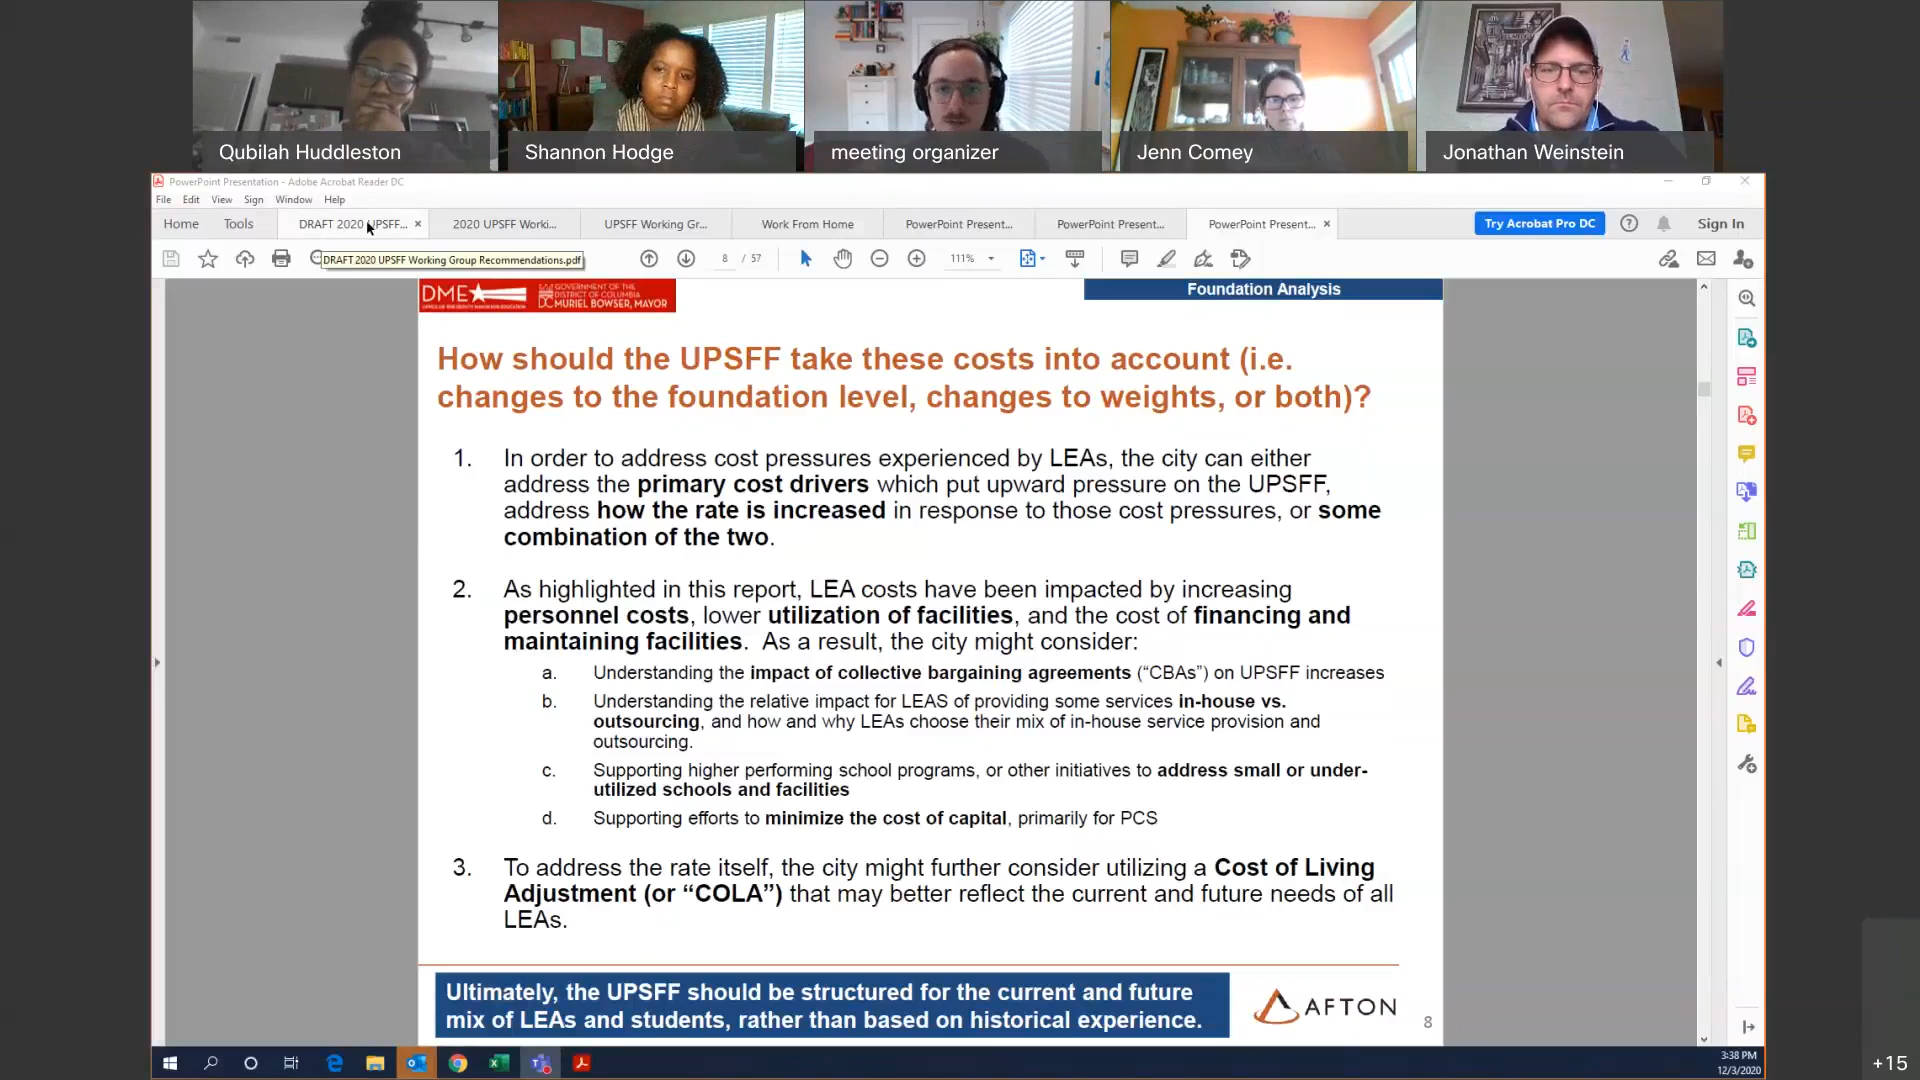 Qubilah Huddleston
Shannon Hodge
meeting organizer
Jenn Comey
Jonathan Weinstein
PowerPoint Presentation - Adobe Acrobat Reader DC
File Edit View Sign Window Help
Home Tools DRAFT 2020 UPSFF... × 2020 UPSFF Worki... UPSFF Working Gr... Work From Home PowerPoint Present... PowerPoint Present... PowerPoint Present... × Try Acrobat Pro DC Sign In
DRAFT 2020 UPSFF Working Group Recommendations.pdf 8 / 57 111%
DME
GOVERNMENT OF THE
DISTRICT OF COLUMBIA
DC MURIEL BOWSER, MAYOR
Foundation Analysis
How should the UPSFF take these costs into account (i.e.
changes to the foundation level, changes to weights, or both)?
1. In order to address cost pressures experienced by LEAs, the city can either
address the primary cost drivers which put upward pressure on the UPSFF,
address how the rate is increased in response to those cost pressures, or some
combination of the two.
2. As highlighted in this report, LEA costs have been impacted by increasing
personnel costs, lower utilization of facilities, and the cost of financing and
maintaining facilities. As a result, the city might consider:
a. Understanding the impact of collective bargaining agreements (“CBAs”) on UPSFF increases
b. Understanding the relative impact for LEAS of providing some services in-house vs.
outsourcing, and how and why LEAs choose their mix of in-house service provision and
outsourcing.
c. Supporting higher performing school programs, or other initiatives to address small or under-
utilized schools and facilities
d. Supporting efforts to minimize the cost of capital, primarily for PCS
3. To address the rate itself, the city might further consider utilizing a Cost of Living
Adjustment (or “COLA”) that may better reflect the current and future needs of all
LEAs.
Ultimately, the UPSFF should be structured for the current and future
mix of LEAs and students, rather than based on historical experience.
AFTON
8
3:38 PM
12/3/2020
+15